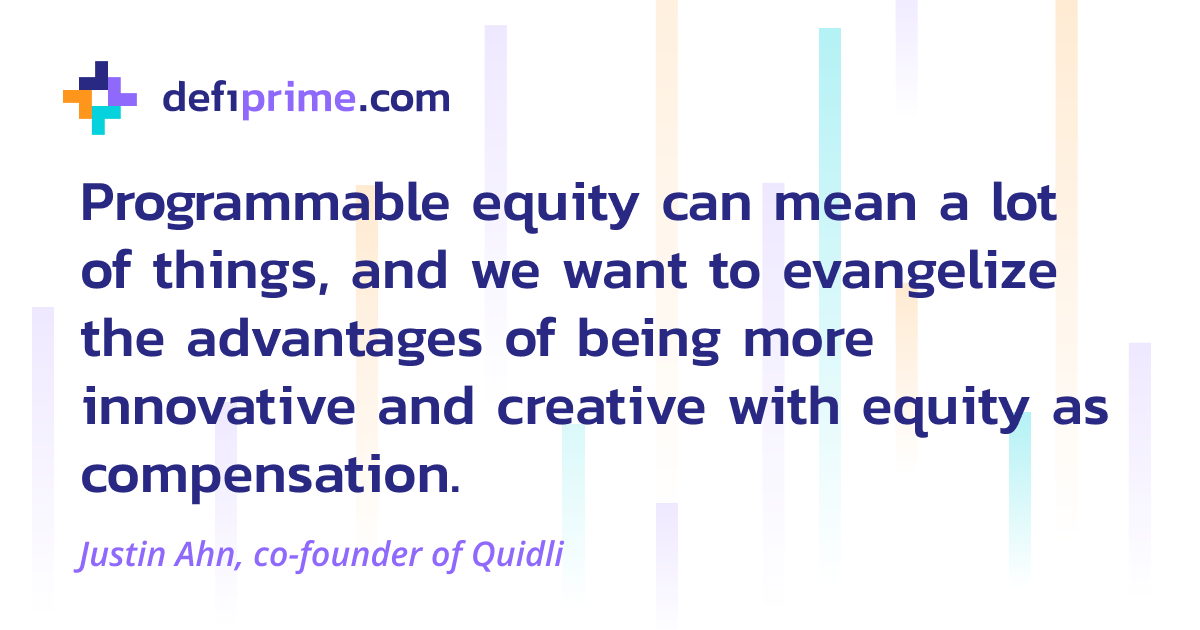 defiprime.com
Programmable equity can mean a lot
of things, and we want to evangelize
the advantages of being more
innovative and creative with equity as
compensation.
Justin Ahn, co-founder of Quidli